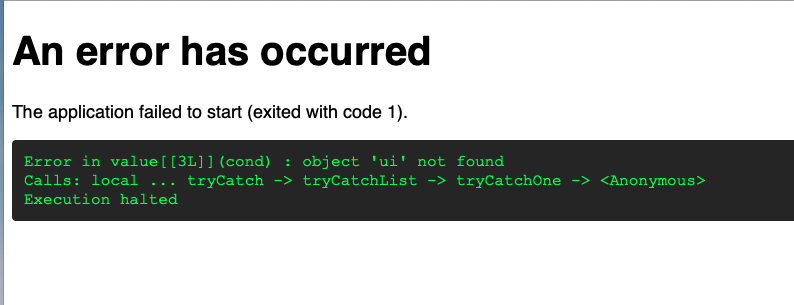 An error has occurred
The application failed to start (exited with code 1).
Error in value[[3L]](cond) : object 'ui' not found
Calls: local ... tryCatch -> tryCatchList -> tryCatchOne -> <Anonymous>
Execution halted